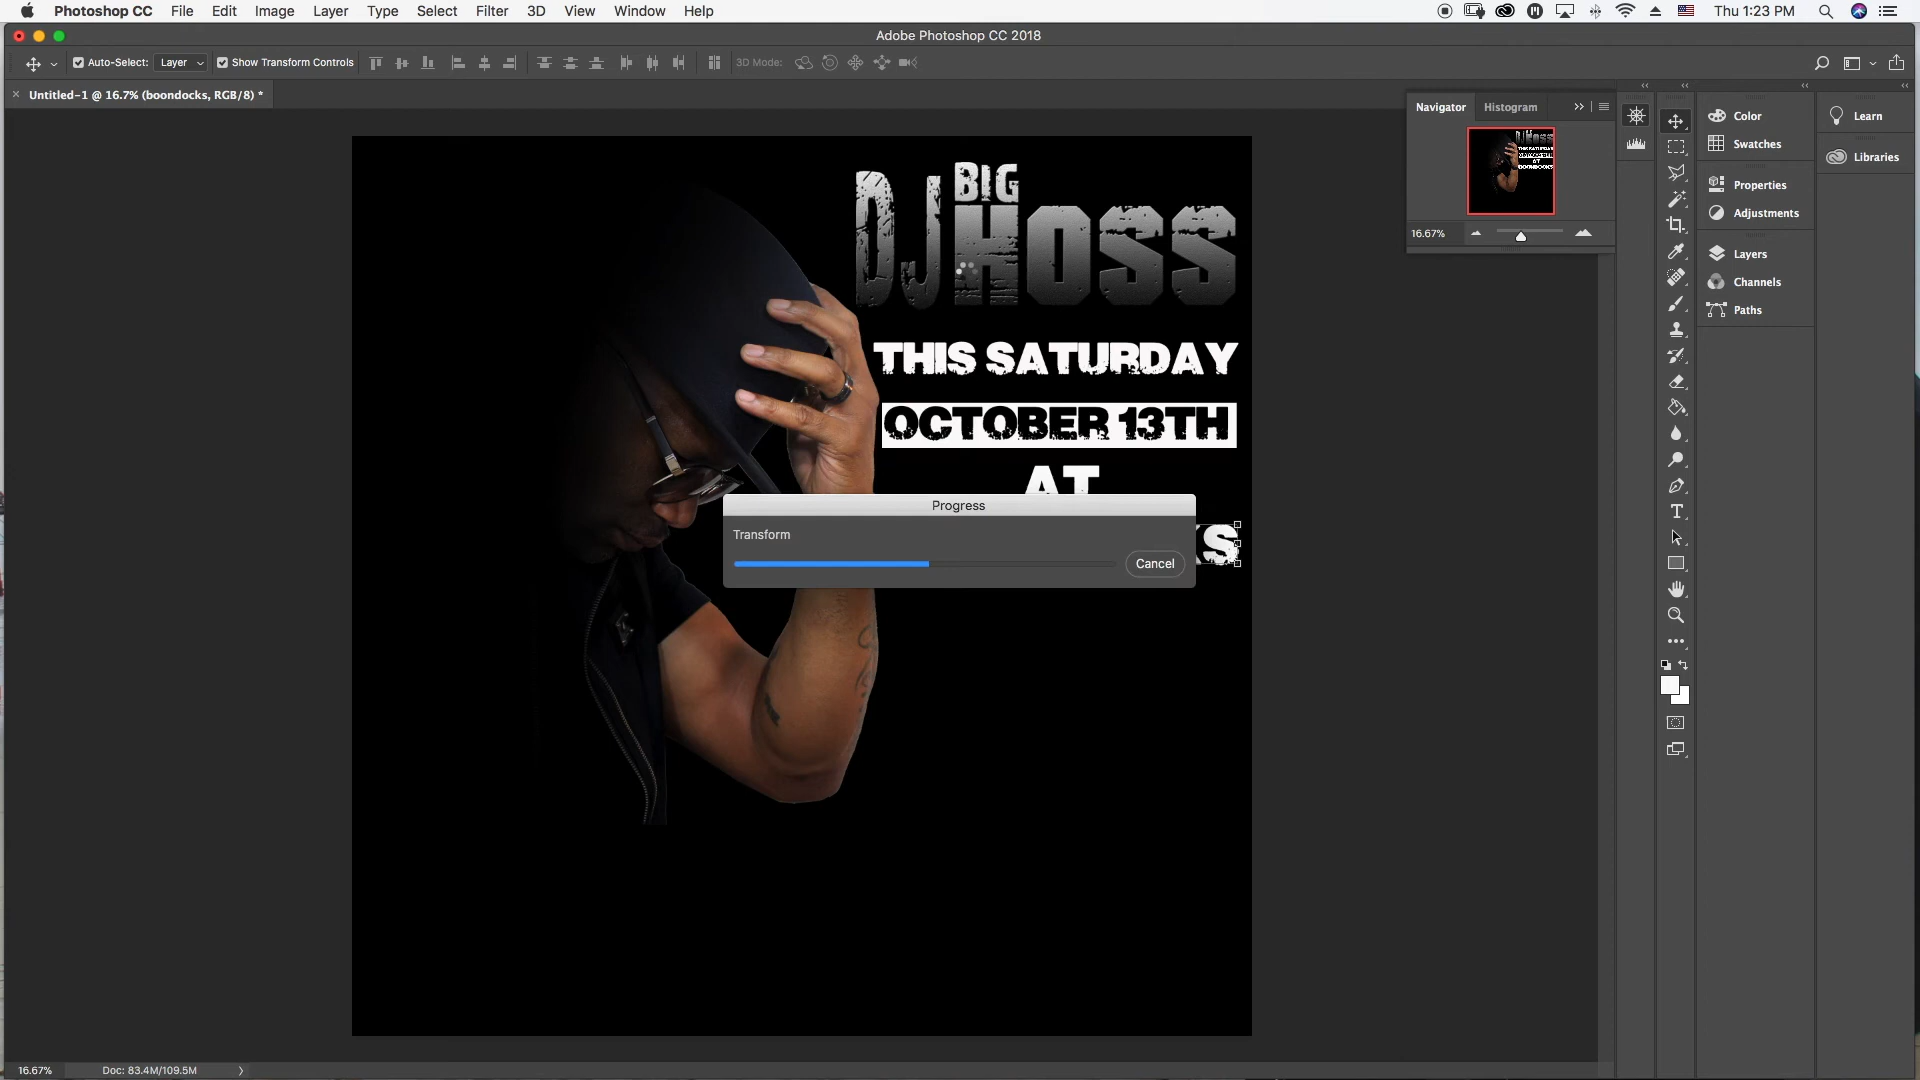 Photoshop CC File Edit Image Layer Type Select Filter 3D View Window Help Thu 1:23 PM
Adobe Photoshop CC 2018
Auto-Select: Layer Show Transform Controls 3D Mode:
× Untitled-1 @ 16.7% (boondocks, RGB/8) *
Navigator Histogram
16.67%
Color
Swatches
Properties
Adjustments
Layers
Channels
Paths
Learn
Libraries
DJ BIG HOSS
THIS SATURDAY
OCTOBER 13TH
AT
KS
Progress
Transform
Cancel
16.67% Doc: 83.4M/109.5M